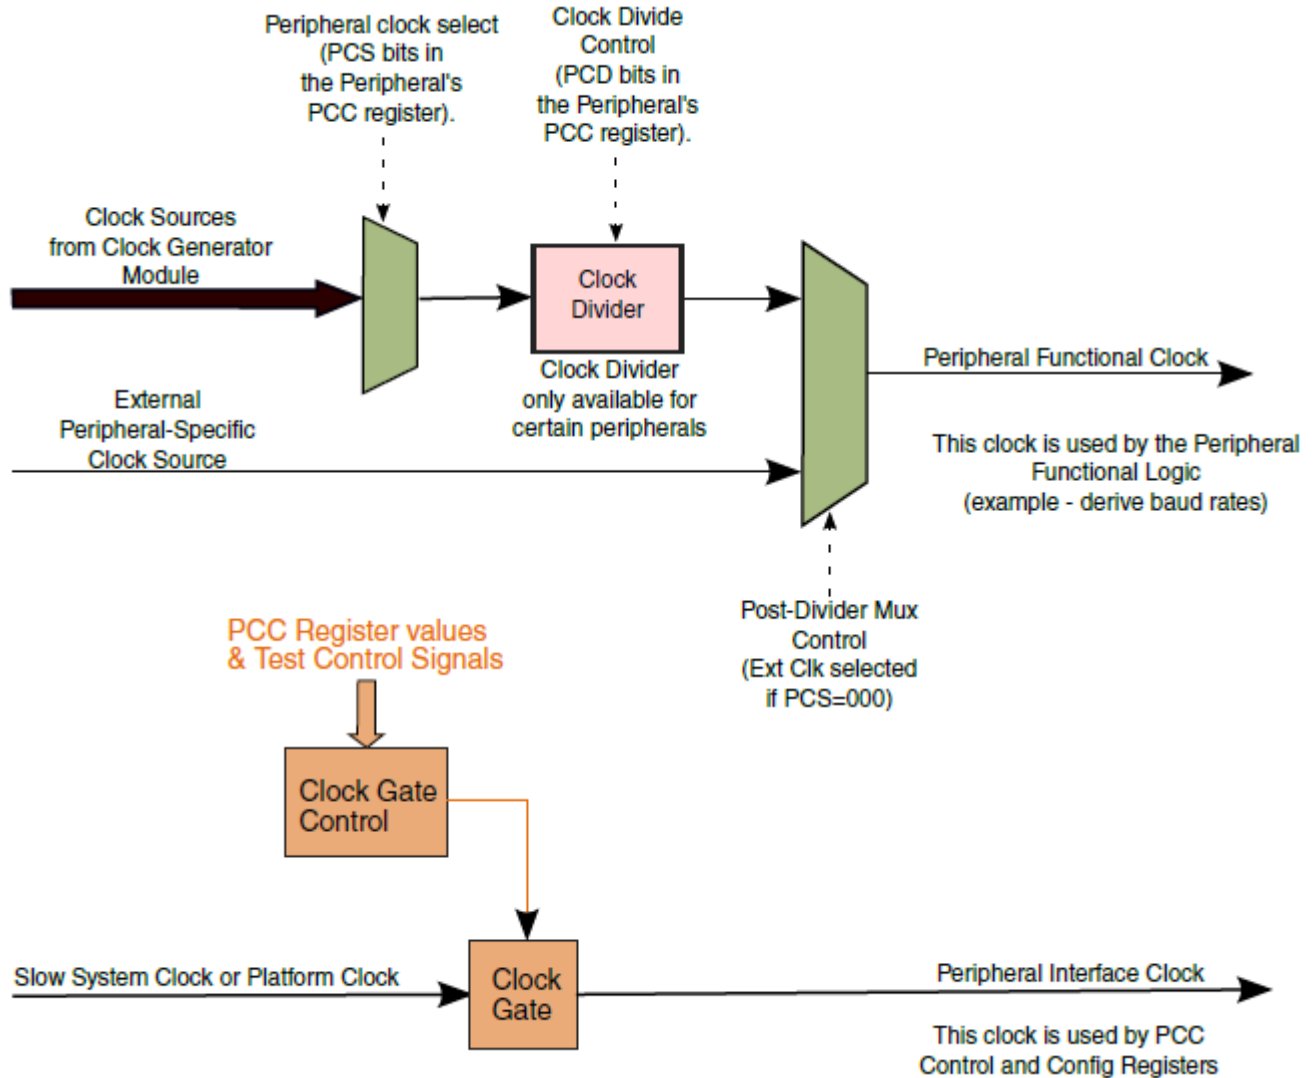 Peripheral clock select
(PCS bits in
the Peripheral's
PCC register).
Clock Divide
Control
(PCD bits in
the Peripheral's
PCC register).
Clock Sources
from Clock Generator
Module
Clock
Divider
Clock Divider
only available for
certain peripherals
External
Peripheral-Specific
Clock Source
Peripheral Functional Clock
This clock is used by the Peripheral
Functional Logic
(example - derive baud rates)
Post-Divider Mux
Control
(Ext Clk selected
if PCS=000)
PCC Register values
& Test Control Signals
Clock Gate
Control
Slow System Clock or Platform Clock
Clock
Gate
Peripheral Interface Clock
This clock is used by PCC
Control and Config Registers